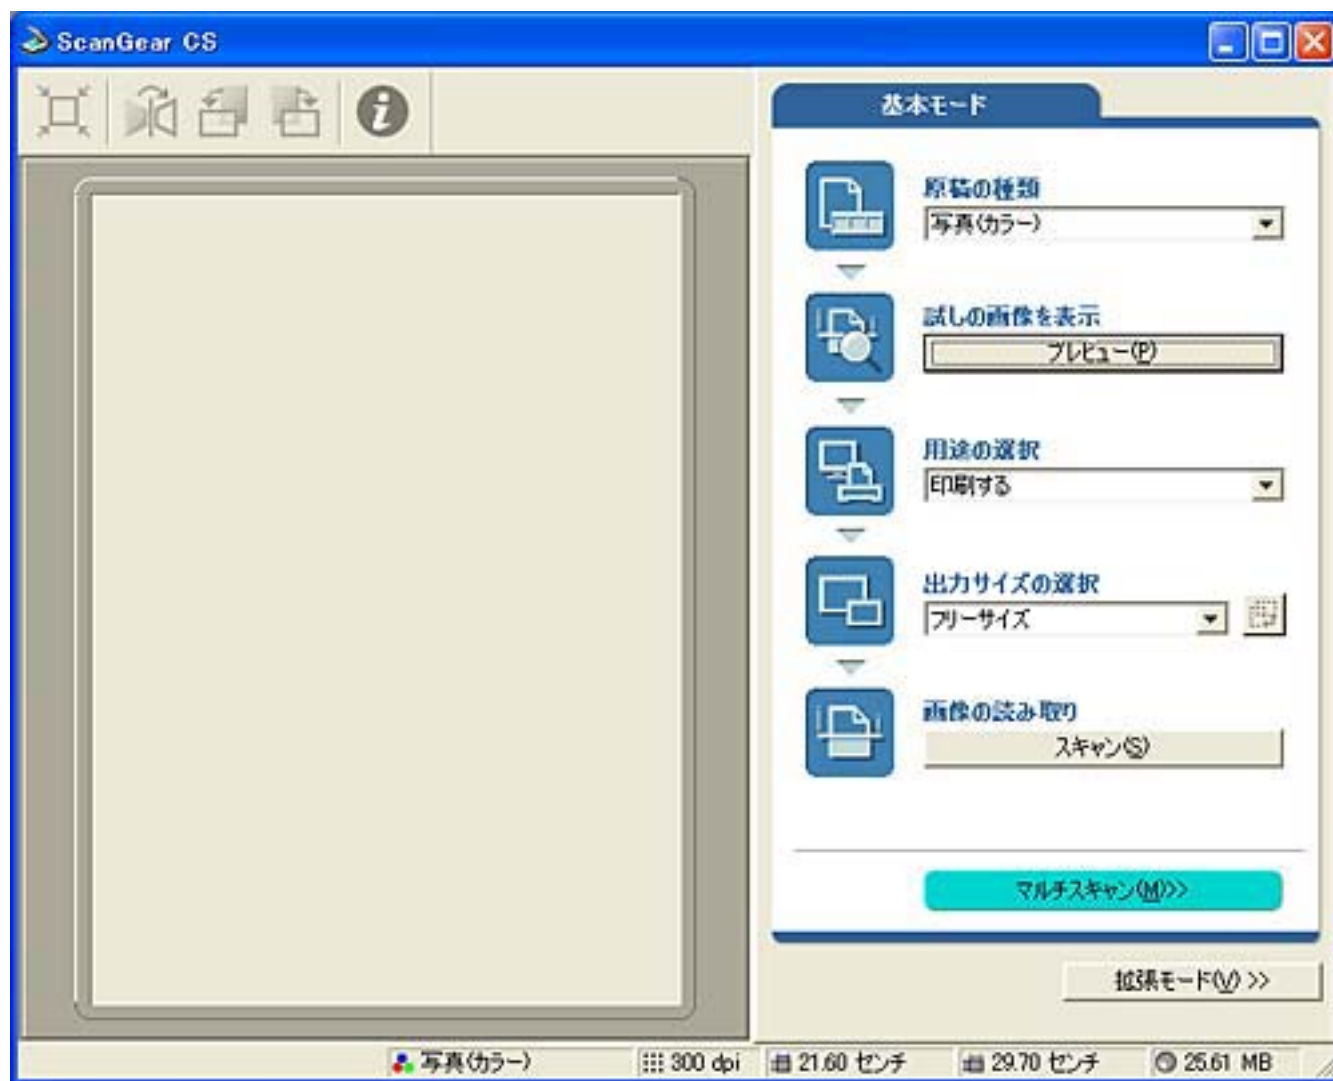 ScanGear CS
基本モード
原稿の種類
写真(カラー)
試しの画像を表示
プレビュー(P)
用途の選択
印刷する
出力サイズの選択
フリーサイズ
画像の読み取り
スキャン(S)
マルチスキャン(M)>>
拡張モード(V) >>
写真(カラー) 300 dpi 21.60 センチ 29.70 センチ 25.61 MB